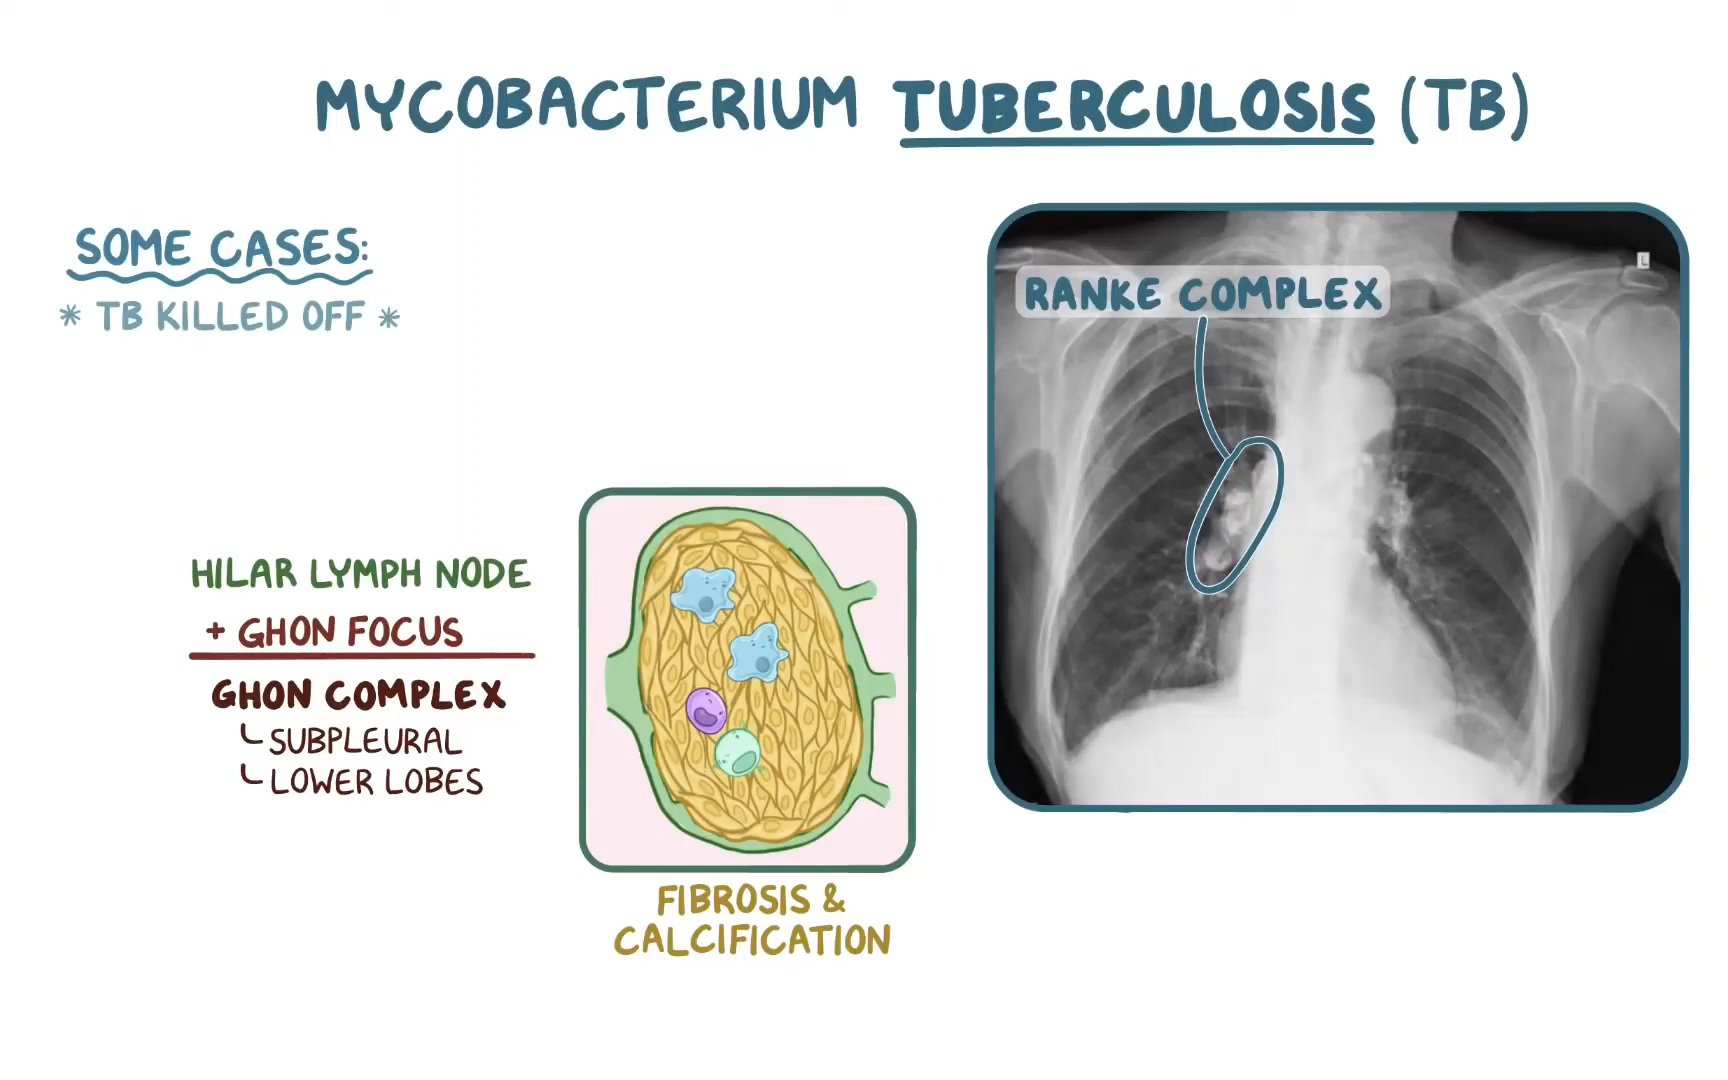 MYCOBACTERIUM TUBERCULOSIS (TB)
SOME CASES:
* TB KILLED OFF *
RANKE COMPLEX
L
HILAR LYMPH NODE
+ GHON FOCUS
GHON COMPLEX
SUBPLEURAL
LOWER LOBES
FIBROSIS &
CALCIFICATION